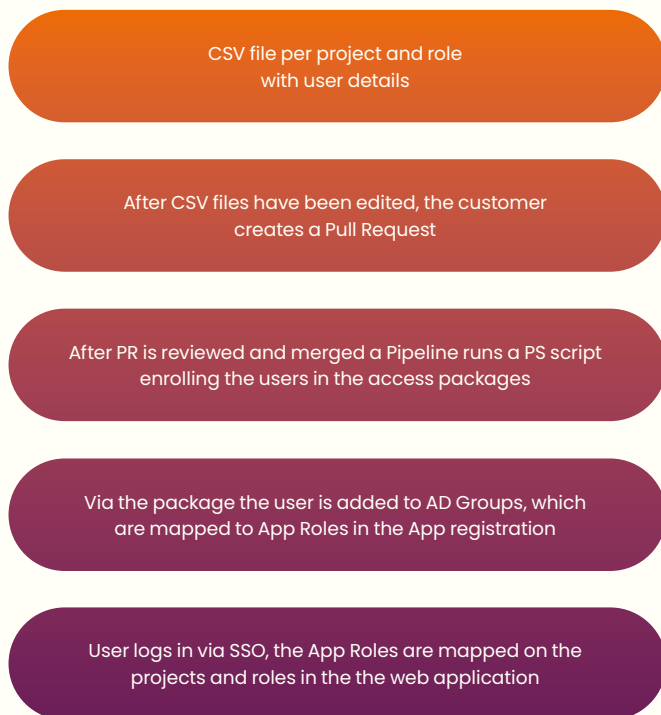 CSV file per project and role
with user details
After CSV files have been edited, the customer
creates a Pull Request
After PR is reviewed and merged a Pipeline runs a PS script
enrolling the users in the access packages
Via the package the user is added to AD Groups, which
are mapped to App Roles in the App registration
User logs in via SSO, the App Roles are mapped on the
projects and roles in the the web application